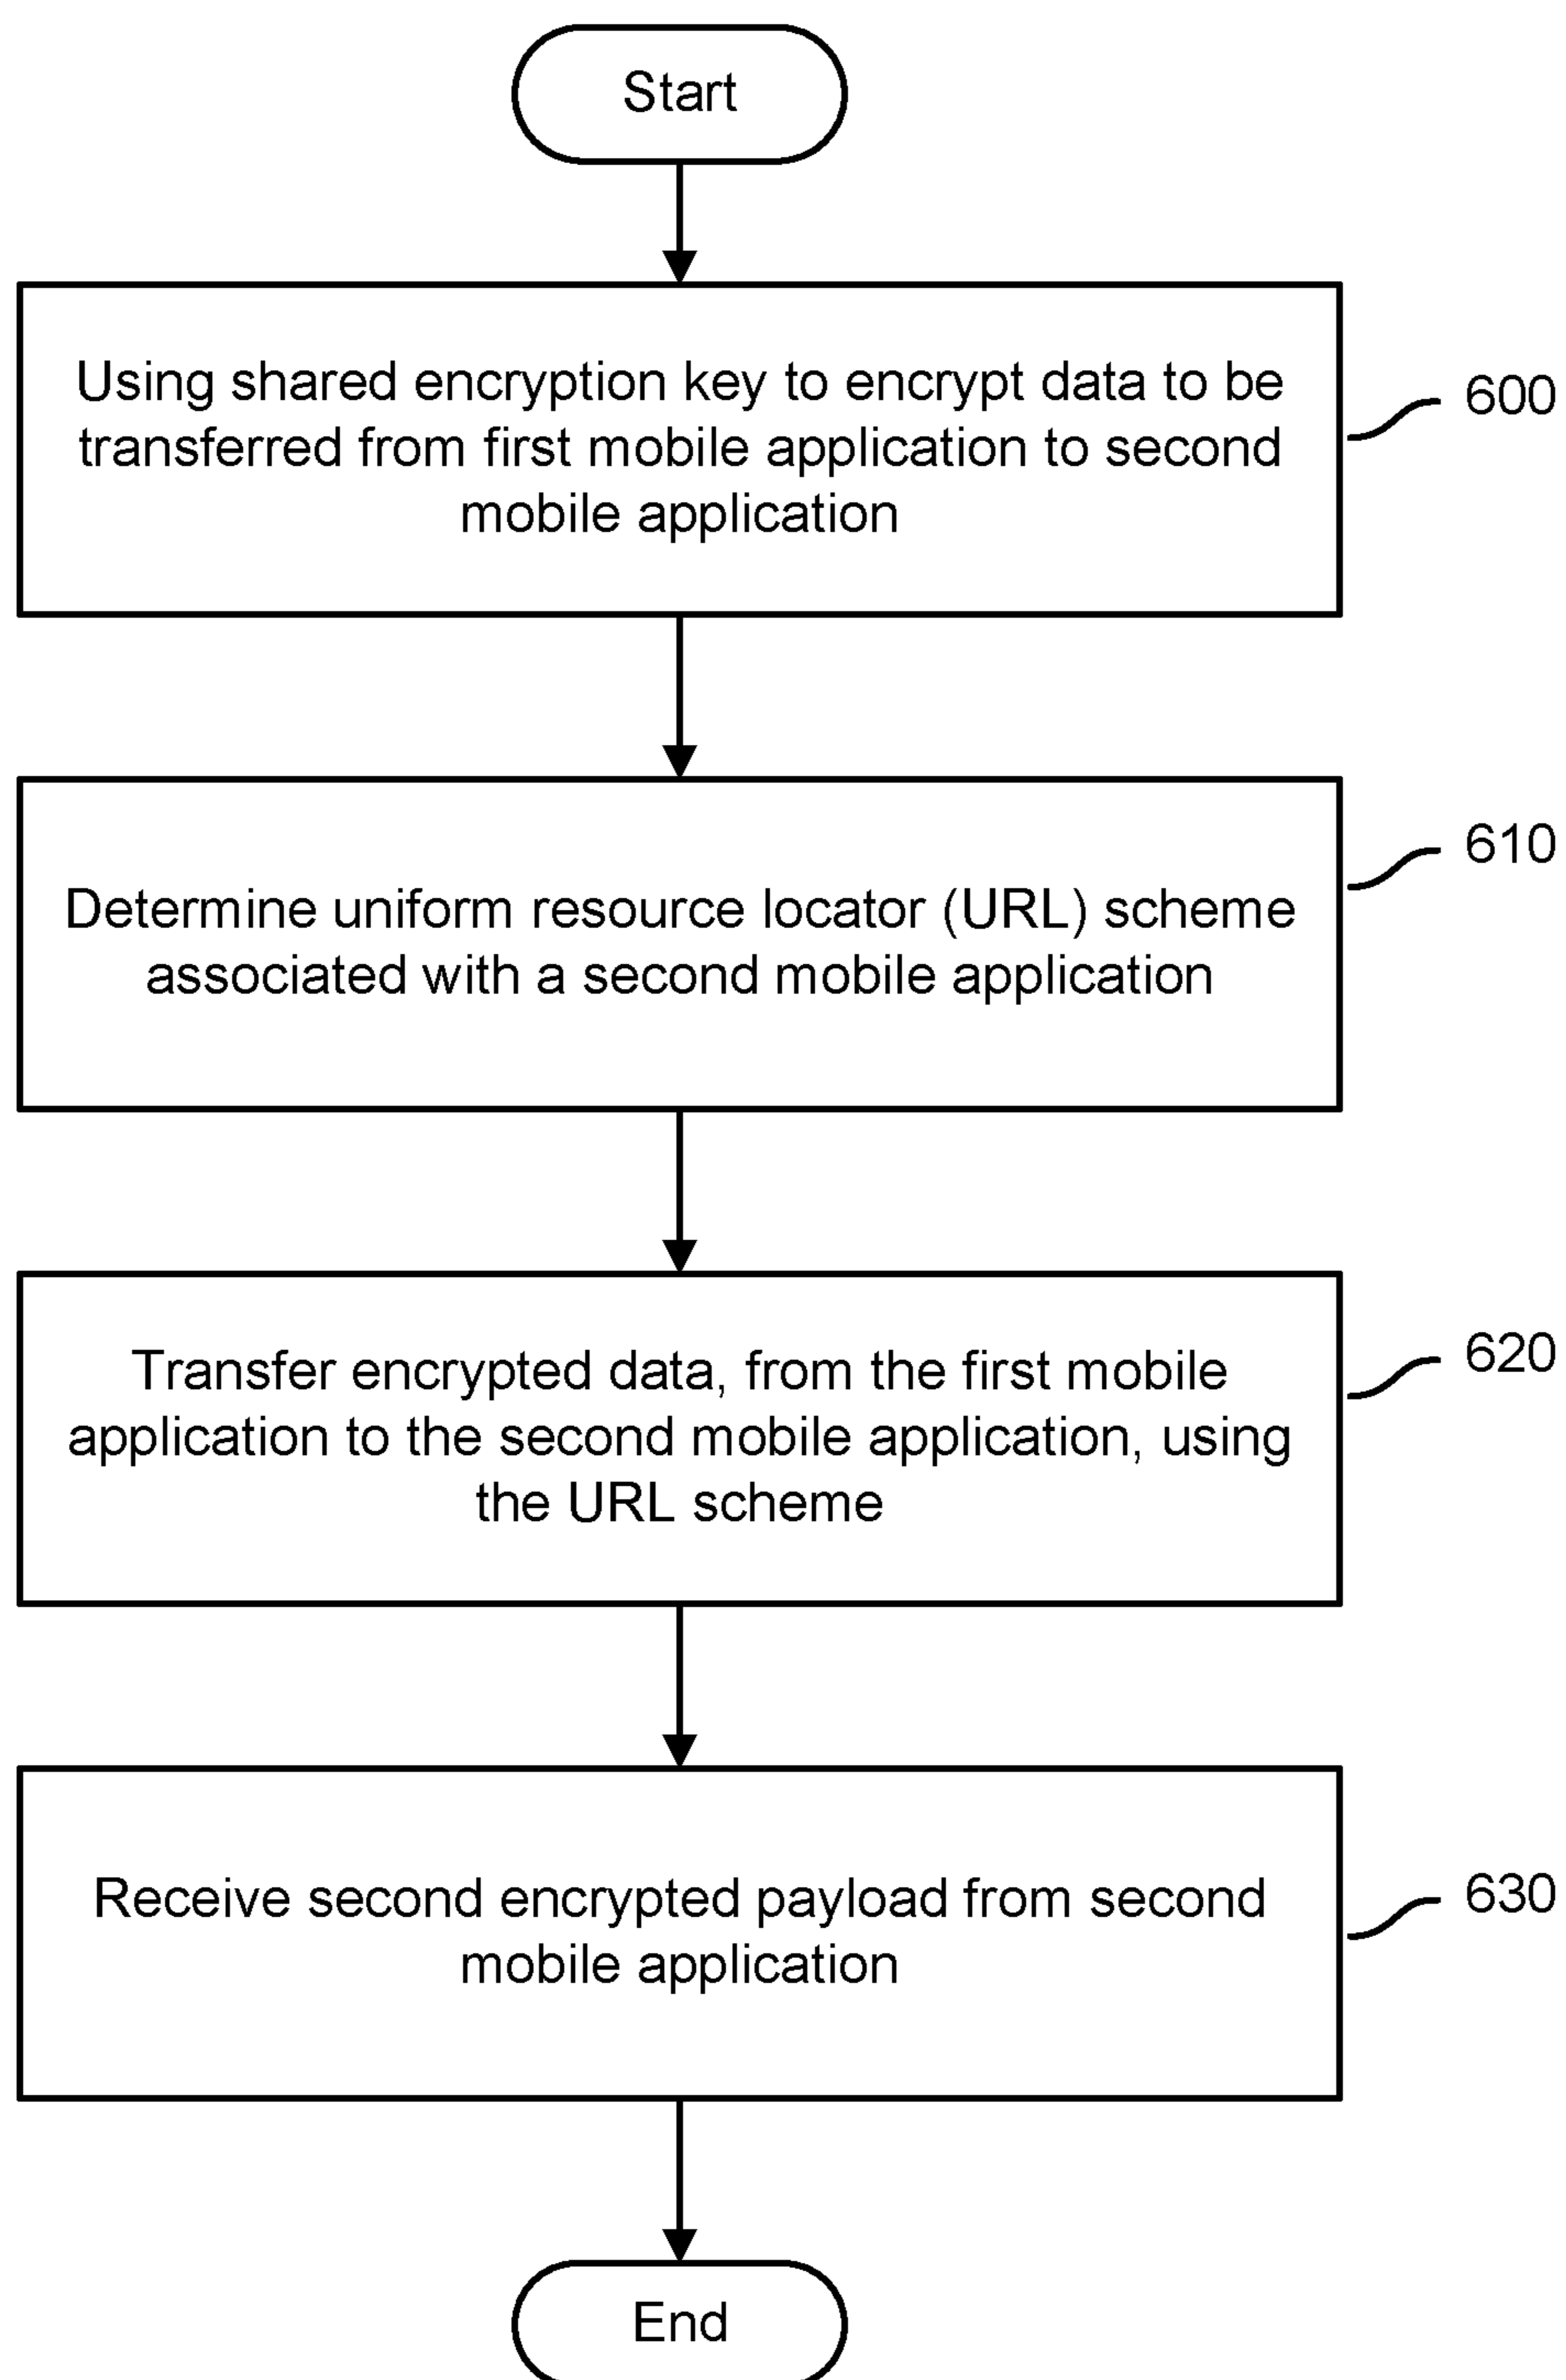 Start
Using shared encryption key to encrypt data to be
transferred from first mobile application to second
mobile application
600
Determine uniform resource locator (URL) scheme
associated with a second mobile application
610
Transfer encrypted data, from the first mobile
application to the second mobile application, using
the URL scheme
620
Receive second encrypted payload from second
mobile application
630
End